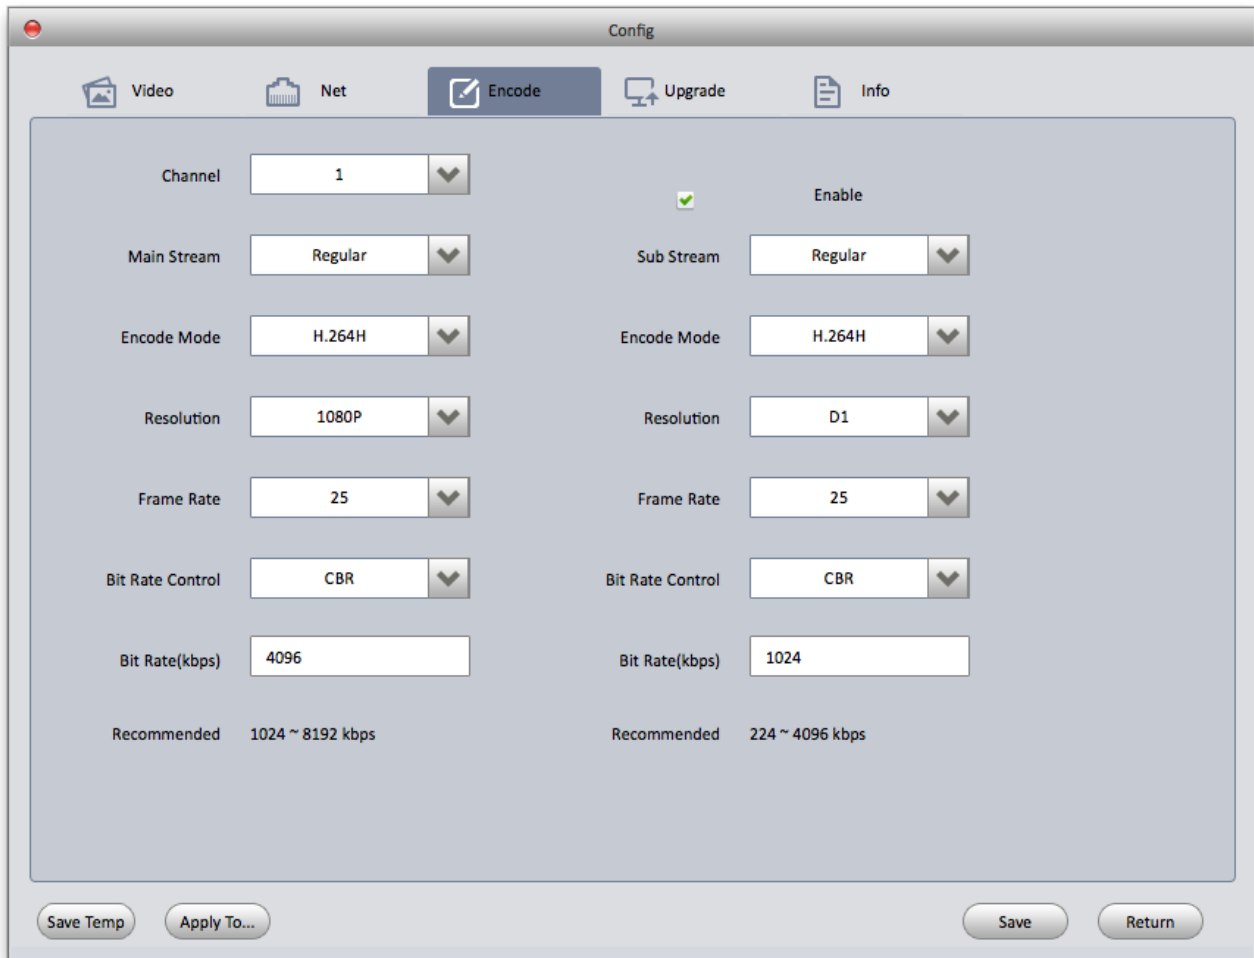 Config
Video Net Encode Upgrade Info
Channel 1
Enable
Main Stream Regular Sub Stream Regular
Encode Mode H.264H Encode Mode H.264H
Resolution 1080P Resolution D1
Frame Rate 25 Frame Rate 25
Bit Rate Control CBR Bit Rate Control CBR
Bit Rate(kbps) 4096 Bit Rate(kbps) 1024
Recommended 1024 ~ 8192 kbps Recommended 224 ~ 4096 kbps
Save Temp Apply To... Save Return